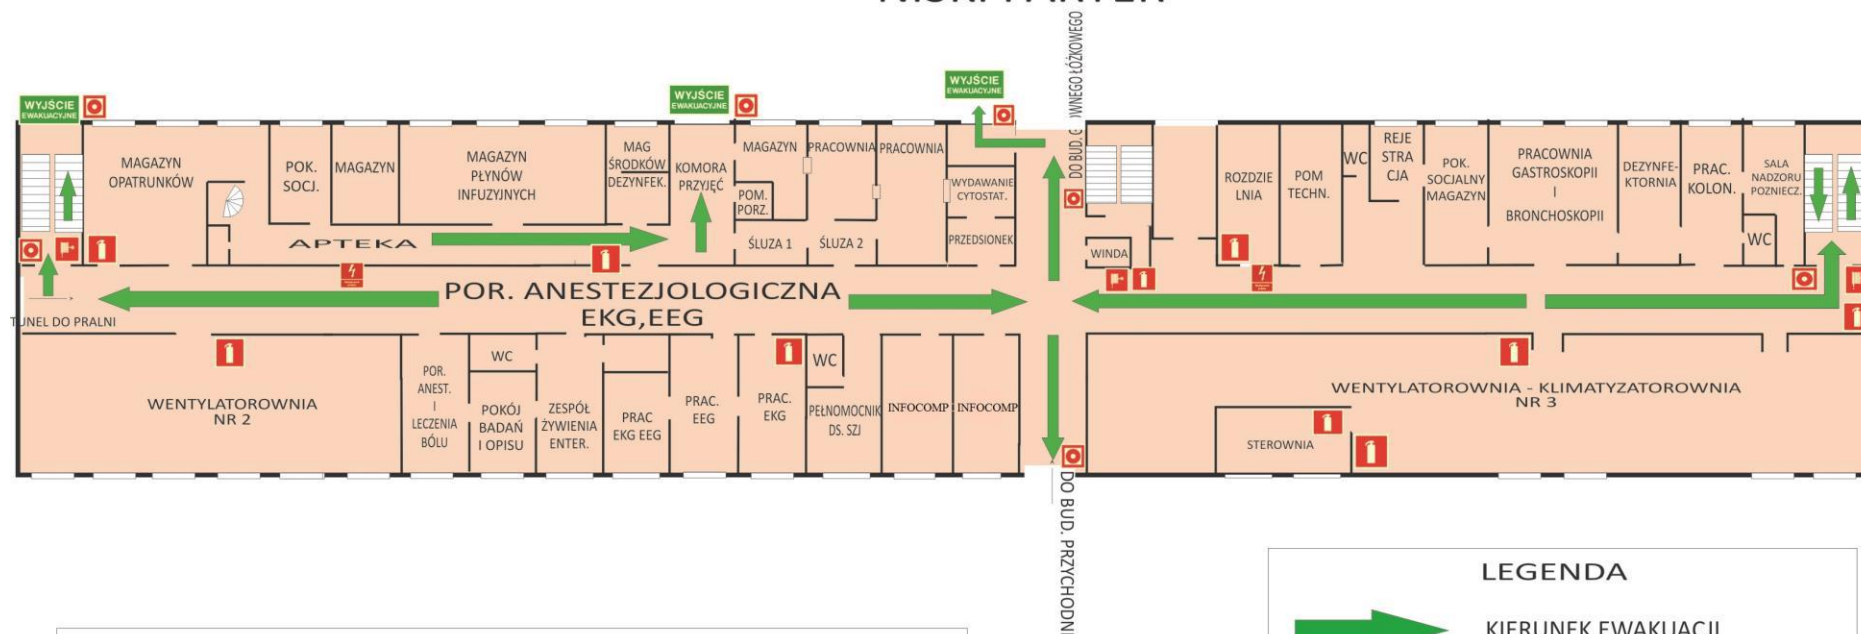 DO BUD. G
WNEGO ŁÓŻKOWEGO
WYJŚCIE
EWAKUACYJNE
WYJŚCIE
EWAKUACYJNE
WYJŚCIE
EWAKUACYJNE
MAGAZYN
OPATRUNKÓW
POK.
SOCJ.
MAGAZYN
MAGAZYN
PŁYNÓW
INFUZYJNYCH
MAG
ŚRODKÓW
DEZYNFEK.
KOMORA
PRZYJĘĆ
MAGAZYN
POM.
PORZ.
PRACOWNIA
PRACOWNIA
WYDAWANIE
CYTOSTAT.
PRZEDSIONEK
ŚLUZA 1
ŚLUZA 2
APTEKA
WINDA
ROZDZIE
LNIA
POM
TECHN.
WC
REJE
STRA
CJA
POK.
SOCJALNY
MAGAZYN
PRACOWNIA
GASTROSKOPII
I
BRONCHOSKOPII
DEZYNFE-
KTORNIA
PRAC.
KOLON.
SALA
NADZORU
POZNIECZ.
WC
POR. ANESTEZJOLOGICZNA
EKG,EEG
TUNEL DO PRALNI
WENTYLATOROWNIA
NR 2
POR.
ANEST.
I
LECZENIA
BÓLU
WC
POKÓJ
BADAŃ
I OPISU
ZESPÓŁ
ŻYWIENIA
ENTER.
PRAC
EKG EEG
PRAC.
EEG
PRAC.
EKG
WC
PEŁNOMOCNIK
DS. SZJ
INFOCOMP
INFOCOMP
WENTYLATOROWNIA - KLIMATYZATOROWNIA
NR 3
STEROWNIA
DO BUD. PRZYCHODNI
LEGENDA
KIERUNEK EWAKUACJI